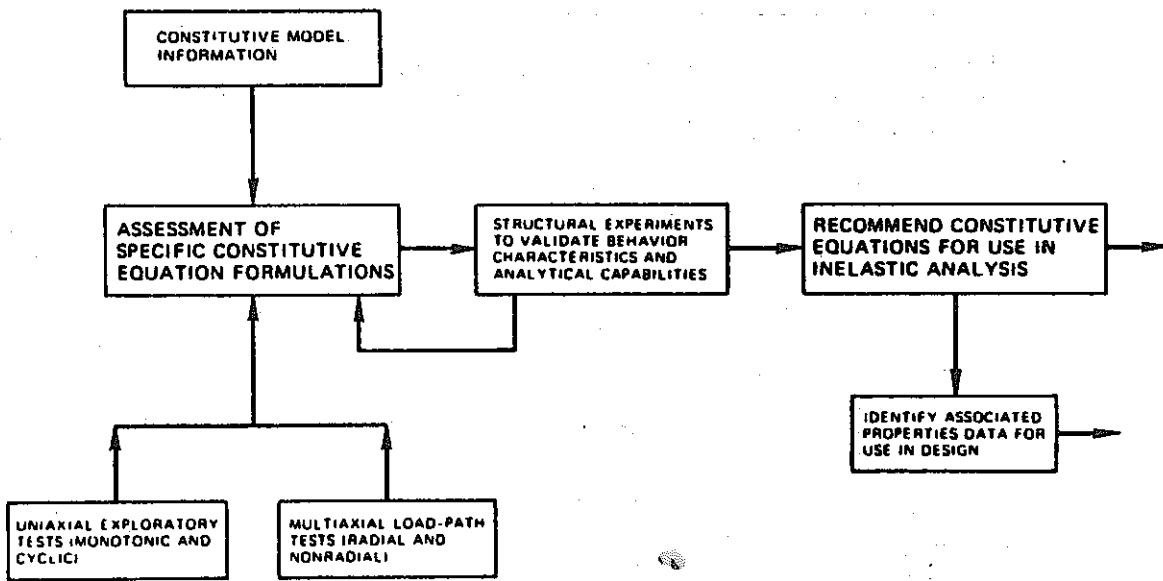 CONSTITUTIVE MODEL
INFORMATION
ASSESSMENT OF
SPECIFIC CONSTITUTIVE
EQUATION FORMULATIONS
STRUCTURAL EXPERIMENTS
TO VALIDATE BEHAVIOR
CHARACTERISTICS AND
ANALYTICAL CAPABILITIES
RECOMMEND CONSTITUTIVE
EQUATIONS FOR USE IN
INELASTIC ANALYSIS
IDENTIFY ASSOCIATED
PROPERTIES DATA FOR
USE IN DESIGN
UNIAXIAL EXPLORATORY
TESTS (MONOTONIC AND
CYCLIC)
MULTIAXIAL LOAD-PATH
TESTS (RADIAL AND
NONRADIAL)